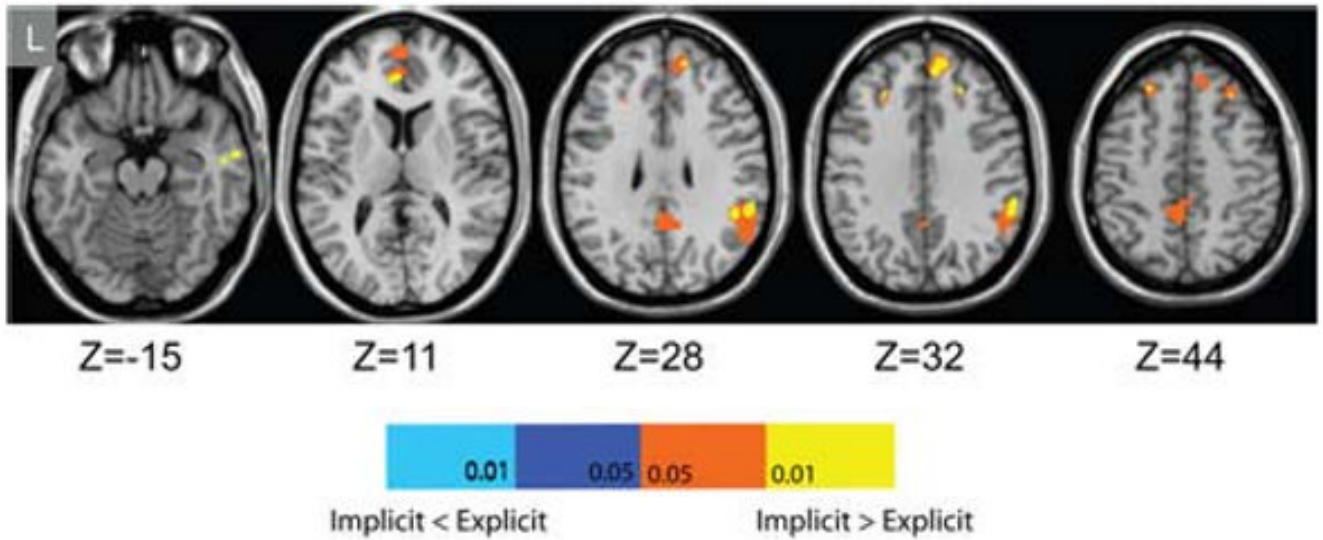 L
Z=-15 Z=11 Z=28 Z=32 Z=44
0.01 0.05 0.05 0.01
Implicit < Explicit Implicit > Explicit